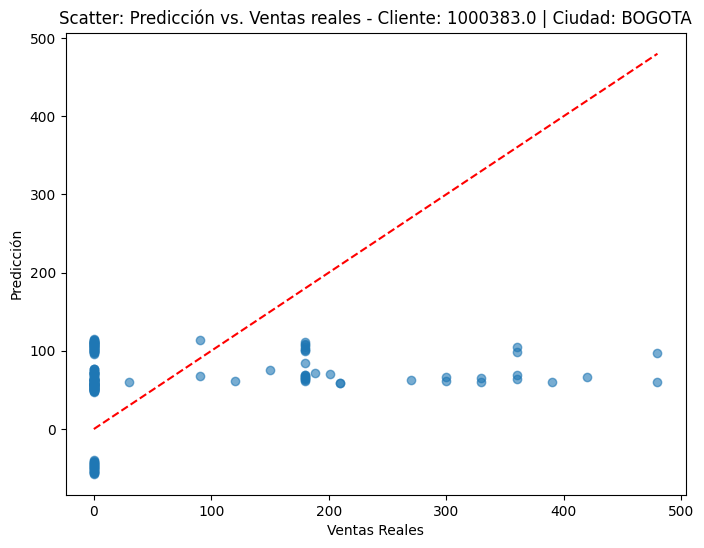 Scatter: Predicción vs. Ventas reales - Cliente: 1000383.0 | Ciudad: BOGOTA
500
400
300
200
100
0
Predicción
0 100 200 300 400 500
Ventas Reales